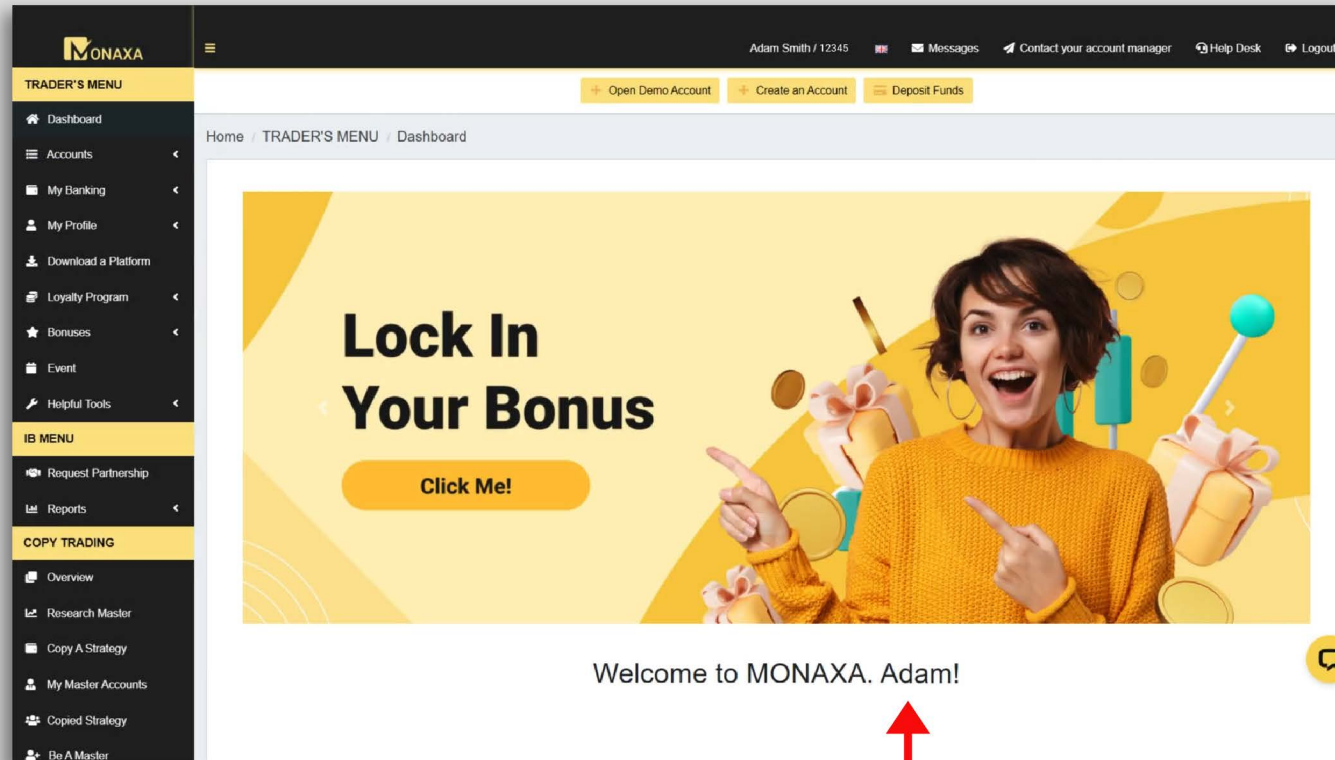 MONAXA
Adam Smith / 12345
Messages
Contact your account manager
Help Desk
Logout
TRADER'S MENU
Open Demo Account
Create an Account
Deposit Funds
Dashboard
Home / TRADER'S MENU / Dashboard
Accounts
My Banking
My Profile
Download a Platform
Loyalty Program
Bonuses
Event
Helpful Tools
IB MENU
Request Partnership
Reports
COPY TRADING
Overview
Research Master
Copy A Strategy
My Master Accounts
Copied Strategy
Be A Master
Lock In
Your Bonus
Click Me!
Welcome to MONAXA. Adam!